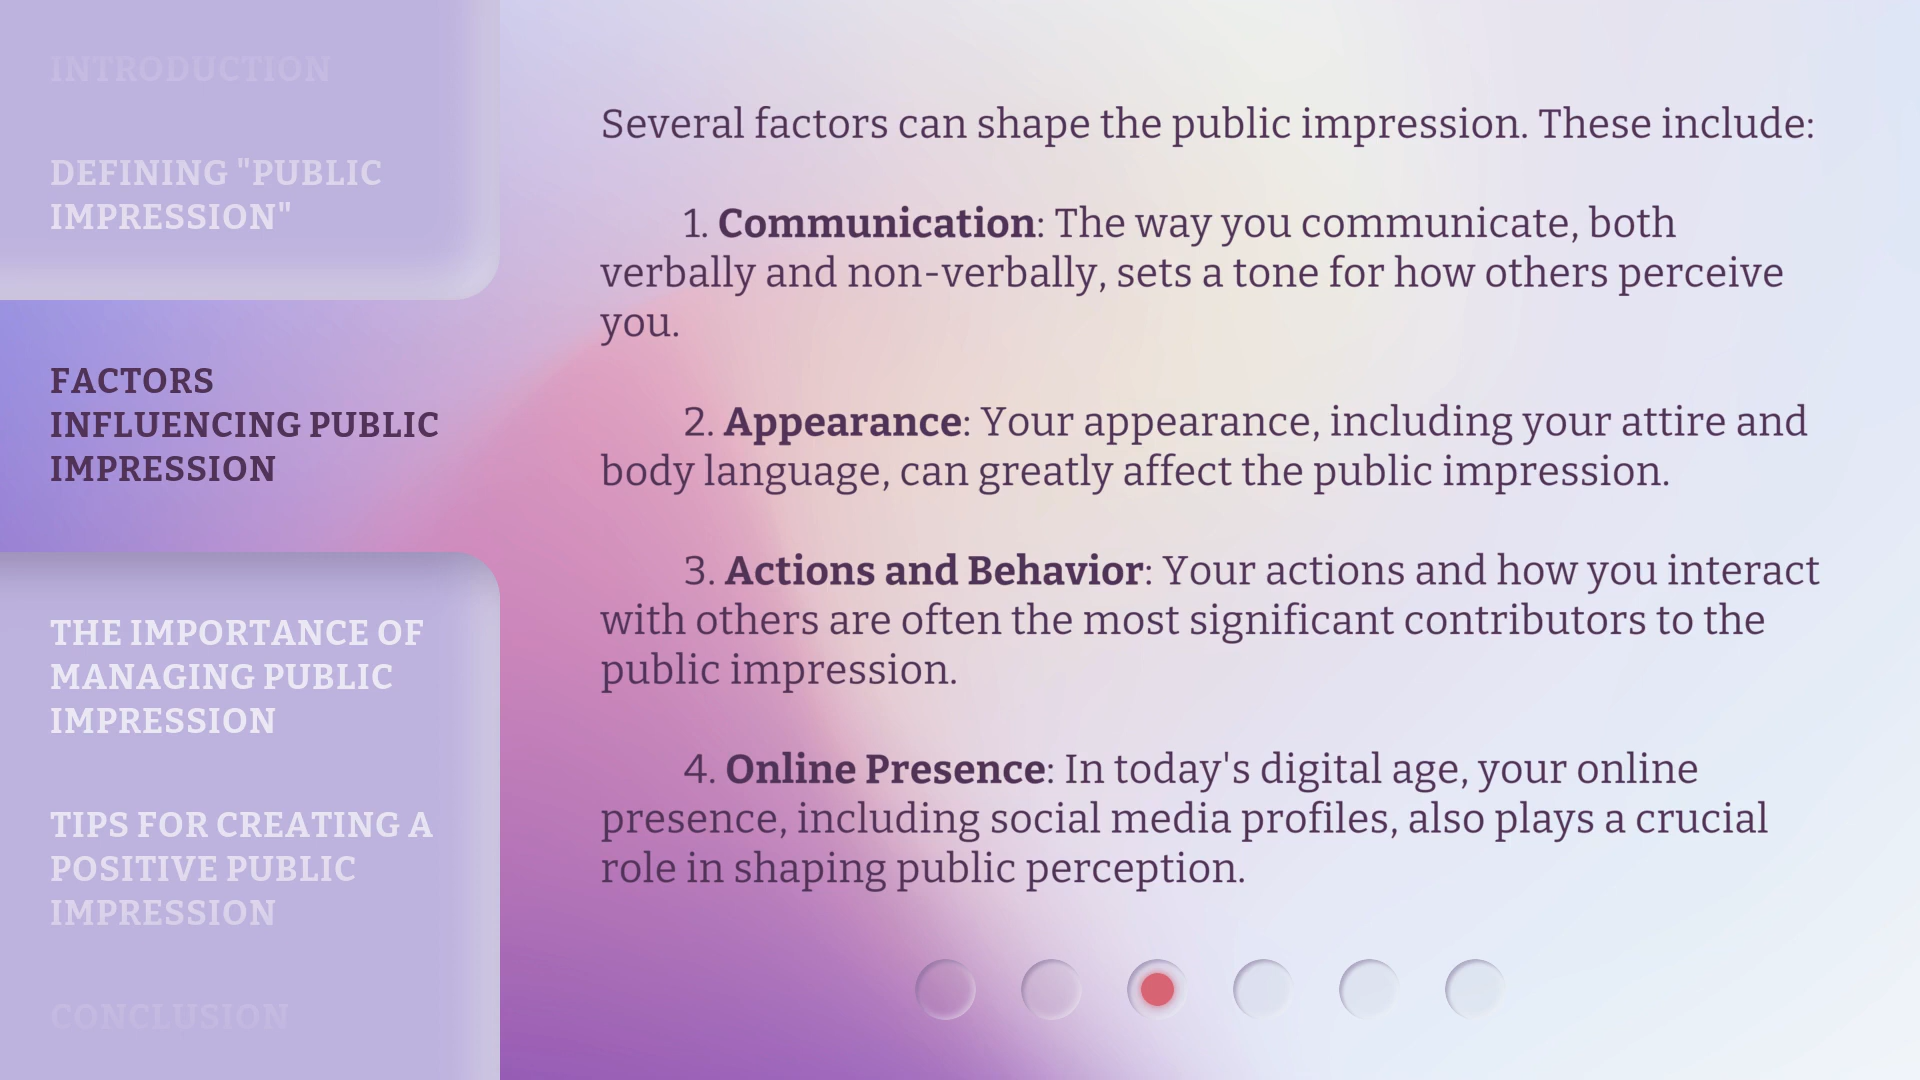 INTRODUCTION
DEFINING "PUBLIC
IMPRESSION"
FACTORS
INFLUENCING PUBLIC
IMPRESSION
THE IMPORTANCE OF
MANAGING PUBLIC
IMPRESSION
TIPS FOR CREATING A
POSITIVE PUBLIC
IMPRESSION
CONCLUSION
Several factors can shape the public impression. These include:
1. Communication: The way you communicate, both
verbally and non-verbally, sets a tone for how others perceive
you.
2. Appearance: Your appearance, including your attire and
body language, can greatly affect the public impression.
3. Actions and Behavior: Your actions and how you interact
with others are often the most significant contributors to the
public impression.
4. Online Presence: In today's digital age, your online
presence, including social media profiles, also plays a crucial
role in shaping public perception.